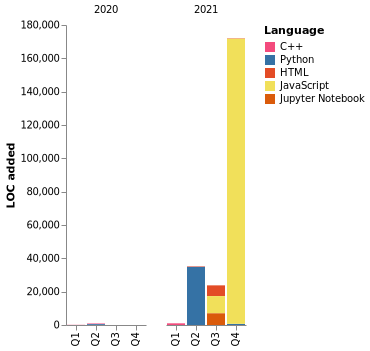 2020
2021
180,000
160,000
140,000
120,000
100,000
80,000
60,000
40,000
20,000
0
LOC added
Q1
Q2
Q3
Q4
Q1
Q2
Q3
Q4
Language
C++
Python
HTML
JavaScript
Jupyter Notebook